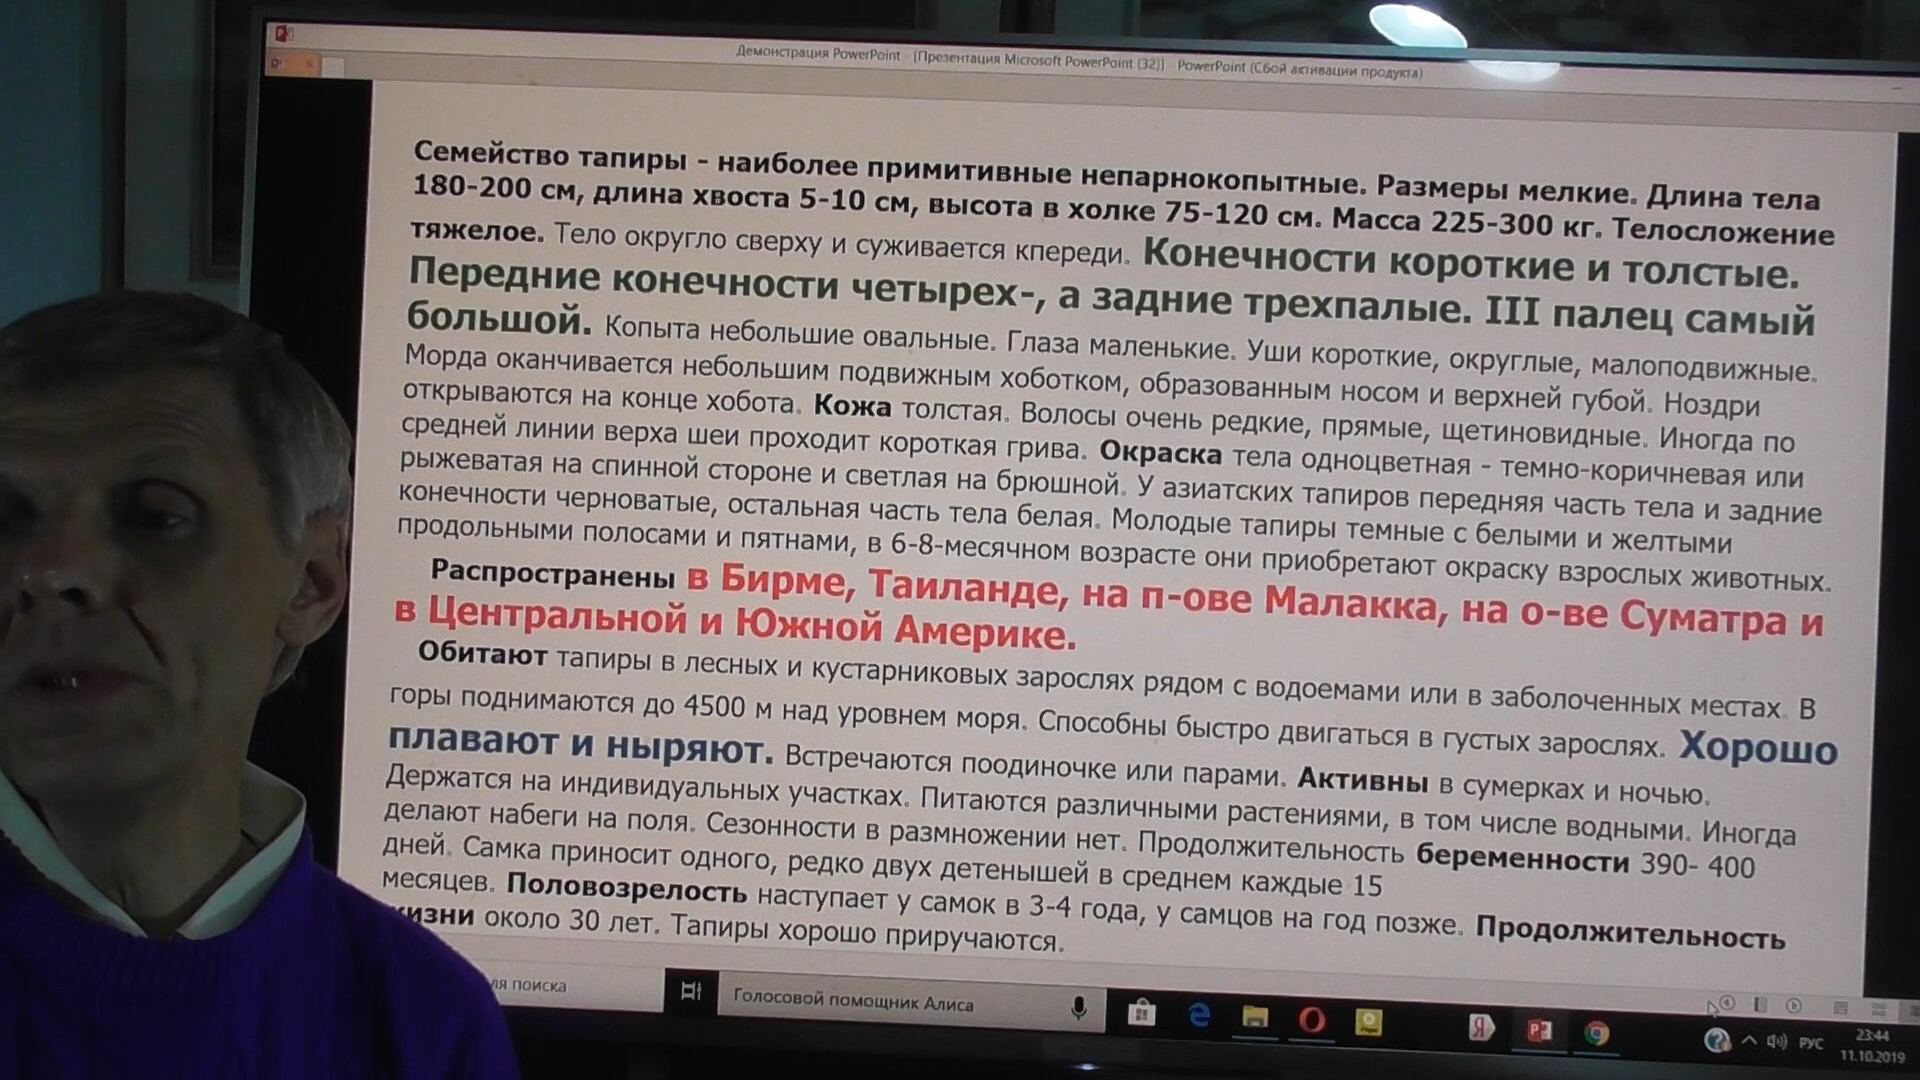 Демонстрация PowerPoint - [Презентация Microsoft PowerPoint (32)] - PowerPoint (Сбой активации продукта)
Семейство тапиры - наиболее примитивные непарнокопытные. Размеры мелкие. Длина тела
180-200 см, длина хвоста 5-10 см, высота в холке 75-120 см. Масса 225-300 кг. Телосложение
тяжелое. Тело округло сверху и суживается кпереди. Конечности короткие и толстые.
Передние конечности четырех-, а задние трехпалые. III палец самый
большой. Копыта небольшие овальные. Глаза маленькие. Уши короткие, округлые, малоподвижные.
Морда оканчивается небольшим подвижным хоботком, образованным носом и верхней губой. Ноздри
открываются на конце хобота. Кожа толстая. Волосы очень редкие, прямые, щетиновидные. Иногда по
средней линии верха шеи проходит короткая грива. Окраска тела одноцветная - темно-коричневая или
рыжеватая на спинной стороне и светлая на брюшной. У азиатских тапиров передняя часть тела и задние
конечности черноватые, остальная часть тела белая. Молодые тапиры темные с белыми и желтыми
продольными полосами и пятнами, в 6-8-месячном возрасте они приобретают окраску взрослых животных.
Распространены в Бирме, Таиланде, на п-ове Малакка, на о-ве Суматра и
в Центральной и Южной Америке.
Обитают тапиры в лесных и кустарниковых зарослях рядом с водоемами или в заболоченных местах. В
горы поднимаются до 4500 м над уровнем моря. Способны быстро двигаться в густых зарослях. Хорошо
плавают и ныряют. Встречаются поодиночке или парами. Активны в сумерках и ночью.
Держатся на индивидуальных участках. Питаются различными растениями, в том числе водными. Иногда
делают набеги на поля. Сезонности в размножении нет. Продолжительность беременности 390- 400
дней. Самка приносит одного, редко двух детенышей в среднем каждые 15
месяцев. Половозрелость наступает у самок в 3-4 года, у самцов на год позже. Продолжительность
жизни около 30 лет. Тапиры хорошо приручаются.
ля поиска
Голосовой помощник Алиса
РУС
23:44
11.10.2019